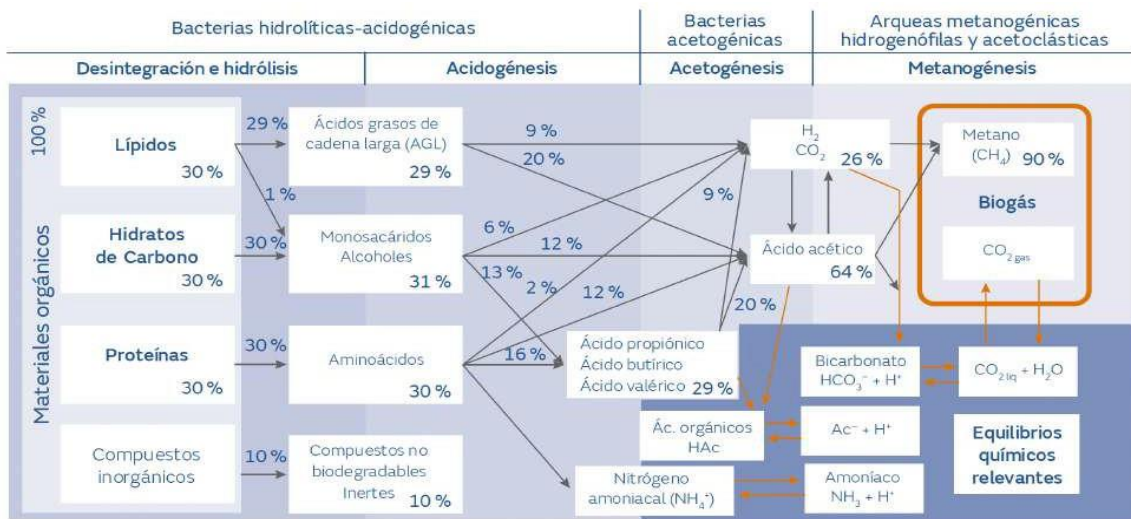 Bacterias hidrolíticas-acidogénicas
Bacterias
acetogénicas
Arqueas metanogénicas
hidrogenófilas y acetoclásticas
Desintegración e hidrólisis
Acidogénesis
Acetogénesis
Metanogénesis
Materiales orgánicos
100 %
Lípidos
30 %
29 %
1 %
Ácidos grasos de
cadena larga (AGL)
29 %
9 %
20 %
H₂
CO₂
26 %
Metano
(CH₄)
90 %
Biogás
CO₂ gas
Hidratos
de Carbono
30 %
30 %
Monosacáridos
Alcoholes
31 %
6 %
12 %
13 %
2 %
12 %
9 %
Ácido acético
64 %
20 %
Proteínas
30 %
30 %
Aminoácidos
30 %
16 %
Ácido propiónico
Ácido butírico
Ácido valérico
29 %
Bicarbonato
HCO₃⁻ + H⁺
CO₂ liq + H₂O
Ác. orgánicos
HAc
Ac⁻ + H⁺
Equilibrios
químicos
relevantes
Compuestos
inorgánicos
10 %
Compuestos no
biodegradables
Inertes
10 %
Nitrógeno
amoniacal (NH₄⁺)
Amoníaco
NH₃ + H⁺